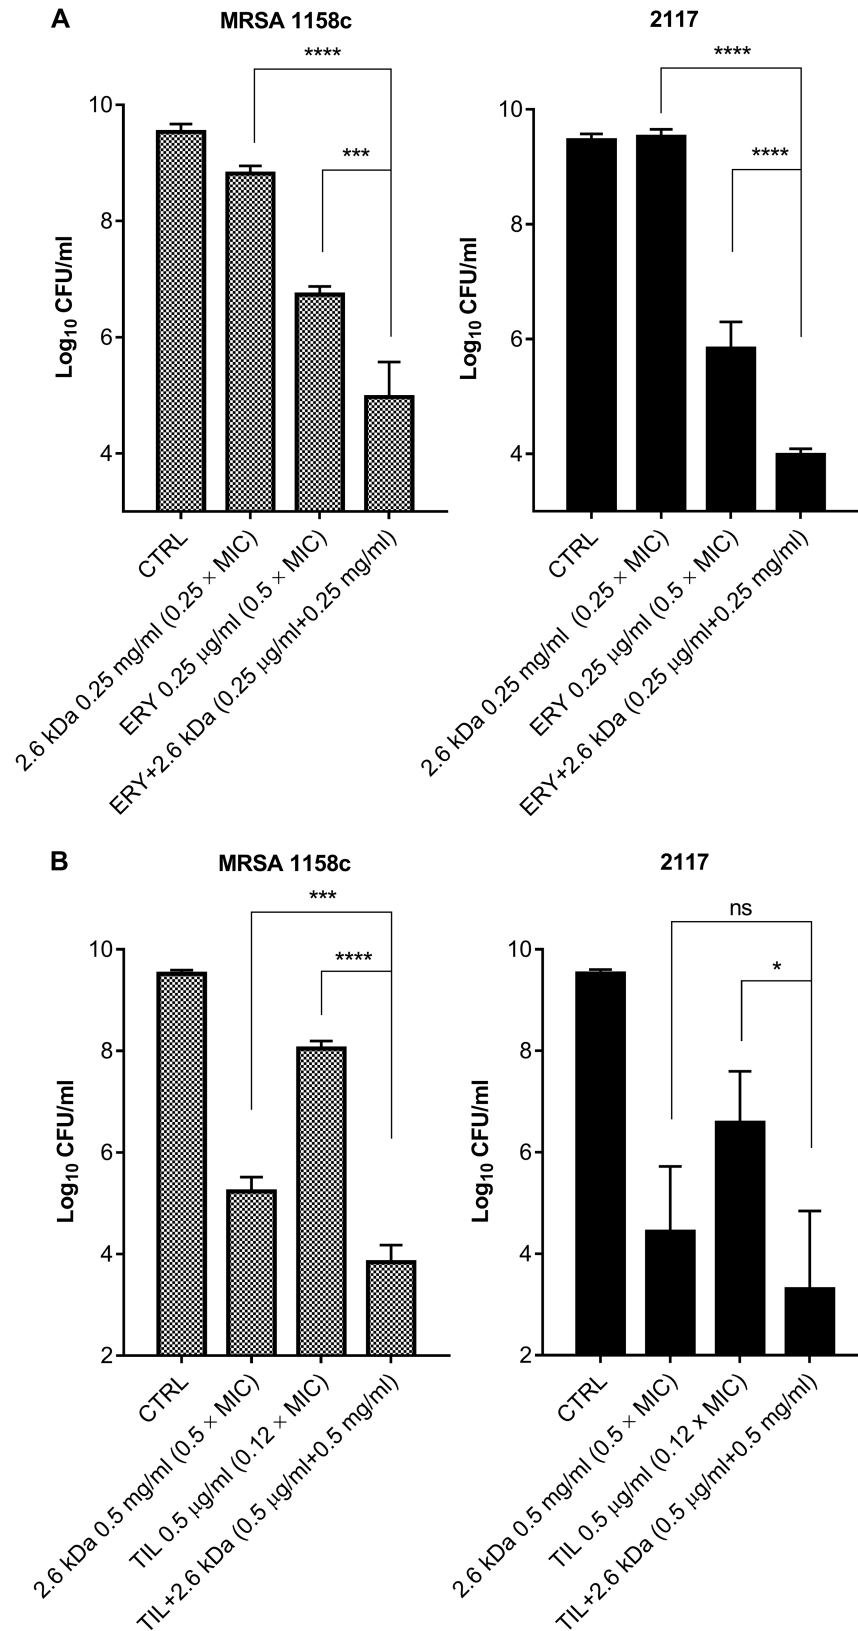 A
MRSA 1158c
2117
****
***
****
****
10
8
6
4
Log10 CFU/ml
10
8
6
4
Log10 CFU/ml
CTRL
2.6 kDa 0.25 mg/ml (0.25 × MIC)
ERY 0.25 µg/ml (0.5 × MIC)
ERY+2.6 kDa (0.25 µg/ml+0.25 mg/ml)
CTRL
2.6 kDa 0.25 mg/ml (0.25 × MIC)
ERY 0.25 µg/ml (0.5 × MIC)
ERY+2.6 kDa (0.25 µg/ml+0.25 mg/ml)
B
MRSA 1158c
2117
***
****
ns
*
10
8
6
4
2
Log10 CFU/ml
10
8
6
4
2
Log10 CFU/ml
CTRL
2.6 kDa 0.5 mg/ml (0.5 × MIC)
TIL 0.5 µg/ml (0.12 × MIC)
TIL+2.6 kDa (0.5 µg/ml+0.5 mg/ml)
CTRL
2.6 kDa 0.5 mg/ml (0.5 × MIC)
TIL 0.5 µg/ml (0.12 x MIC)
TIL+2.6 kDa (0.5 µg/ml+0.5 mg/ml)